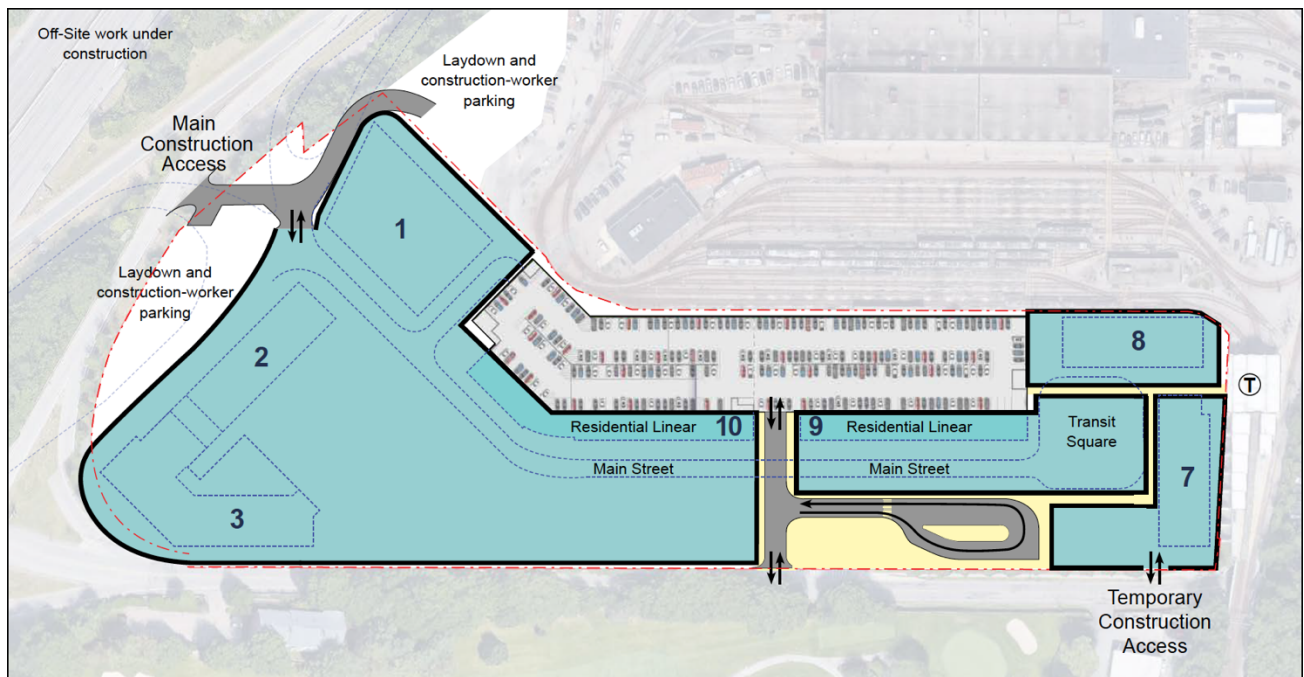 Off-Site work under
construction
Laydown and
construction-worker
parking
Main
Construction
Access
1
Laydown and
construction-worker
parking
2
8
T
Residential Linear 10
9 Residential Linear
Transit
Square
Main Street
Main Street
7
3
Temporary
Construction
Access